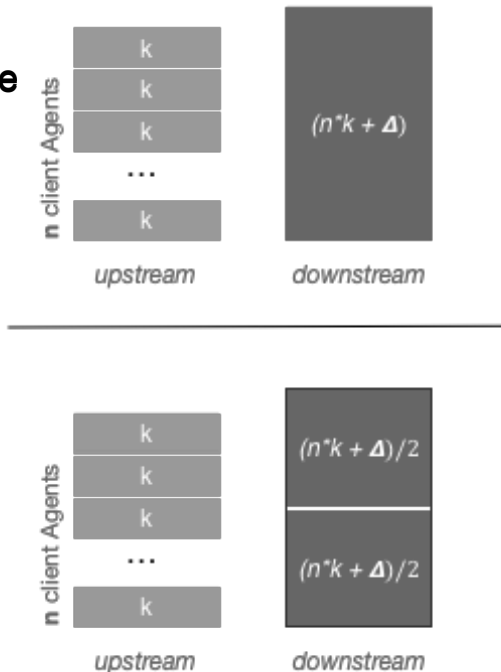 e
n client Agents
k
k
k
...
k
(n*k + Δ)
upstream
downstream
n client Agents
k
k
k
...
k
(n*k + Δ)/2
(n*k + Δ)/2
upstream
downstream